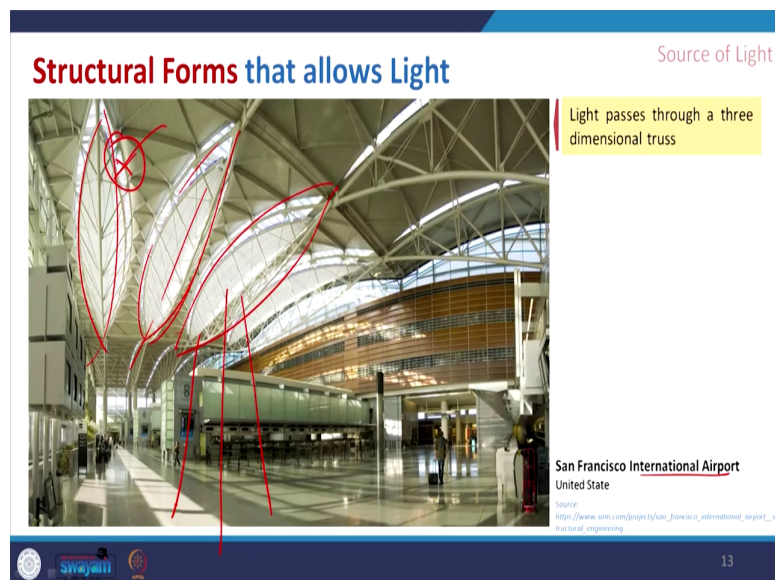 Source of Light
Structural Forms that allows Light
Light passes through a three
dimensional truss
San Francisco International Airport
United State
Source:
https://www.som.com/projects/san_francisco_international_airport__s
tructural_engineering
swayam
13